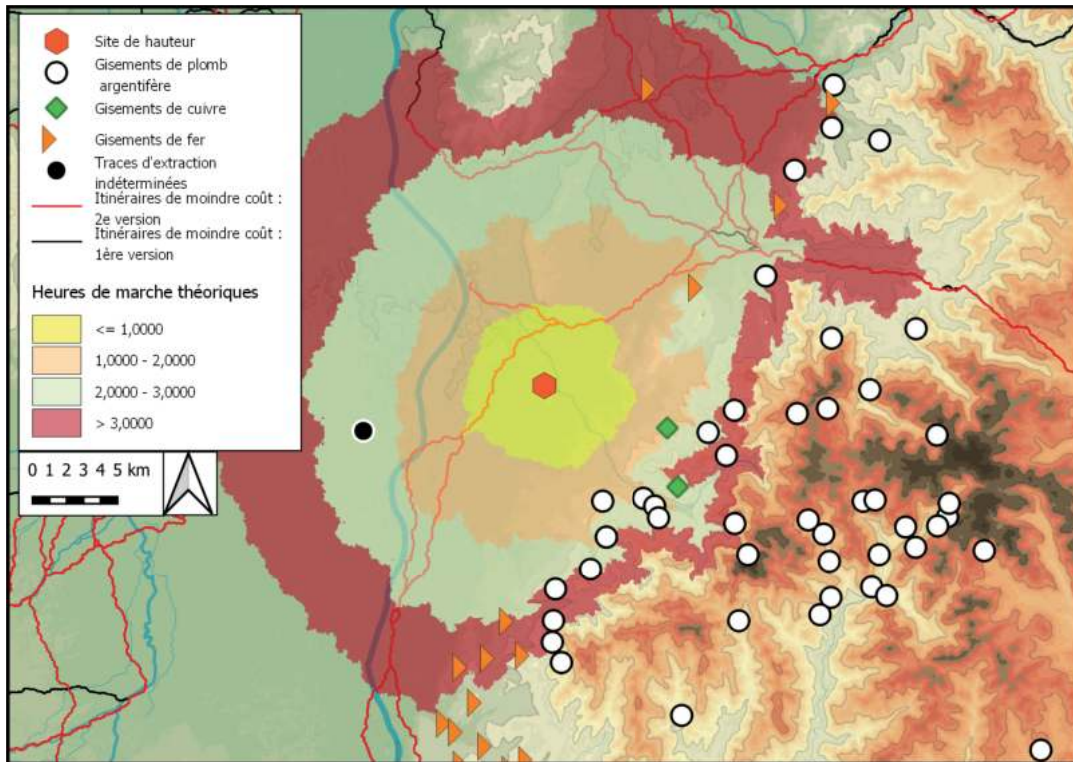 Site de hauteur
Gisements de plomb
argentifère
Gisements de cuivre
Gisements de fer
Traces d'extraction
indéterminées
Itinéraires de moindre coût :
2e version
Itinéraires de moindre coût :
1ère version
Heures de marche théoriques
<= 1,0000
1,0000 - 2,0000
2,0000 - 3,0000
> 3,0000
0 1 2 3 4 5 km